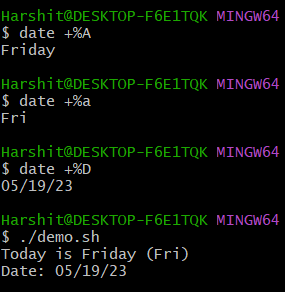 Harshit@DESKTOP-F6E1TQK MINGW64
$ date +%A
Friday
Harshit@DESKTOP-F6E1TQK MINGW64
$ date +%a
Fri
Harshit@DESKTOP-F6E1TQK MINGW64
$ date +%D
05/19/23
Harshit@DESKTOP-F6E1TQK MINGW64
$ ./demo.sh
Today is Friday (Fri)
Date: 05/19/23